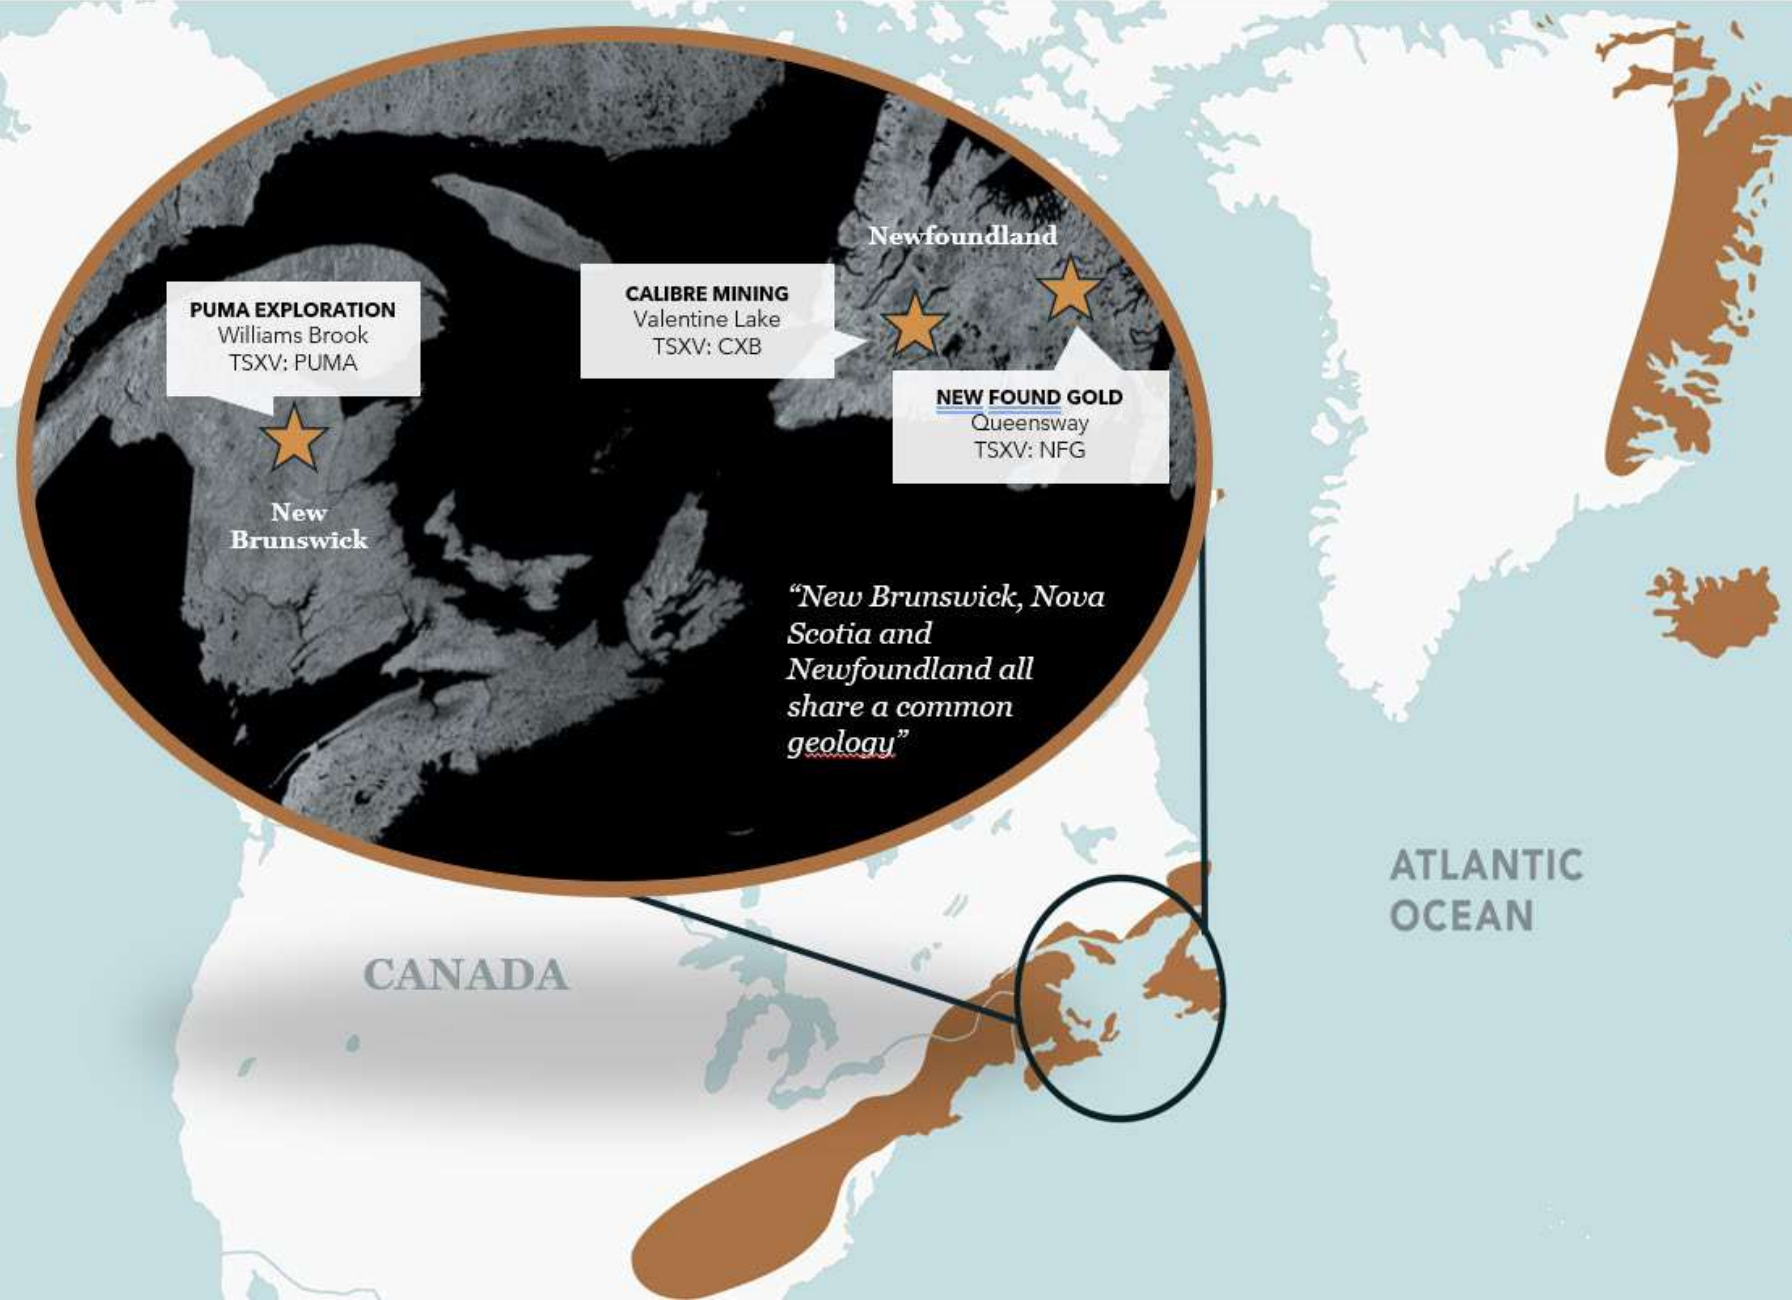 Newfoundland
PUMA EXPLORATION
Williams Brook
TSXV: PUMA
CALIBRE MINING
Valentine Lake
TSXV: CXB
NEW FOUND GOLD
Queensway
TSXV: NFG
New
Brunswick
“New Brunswick, Nova
Scotia and
Newfoundland all
share a common
geology”
ATLANTIC
OCEAN
CANADA